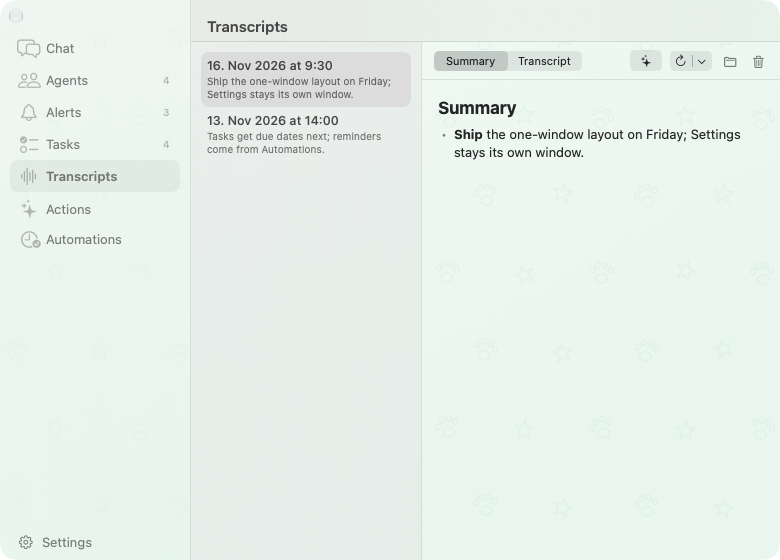 Transcripts
Chat
Agents 4
Alerts 3
Tasks 4
Transcripts
Actions
Automations
Settings
16. Nov 2026 at 9:30
Ship the one-window layout on Friday;
Settings stays its own window.
13. Nov 2026 at 14:00
Tasks get due dates next; reminders
come from Automations.
Summary Transcript
Summary
• Ship the one-window layout on Friday; Settings
stays its own window.